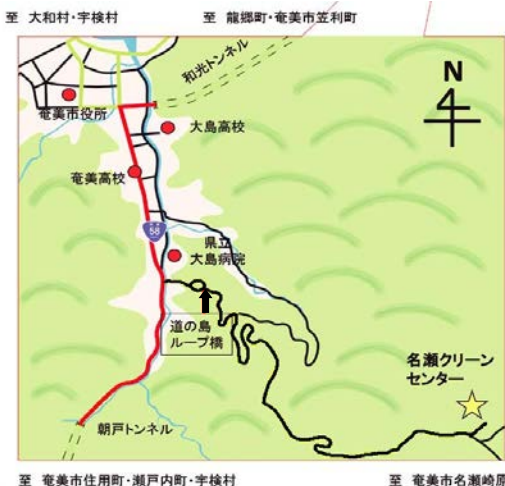 至 大和村・宇検村
至 龍郷町・奄美市笠利町
和光トンネル
N
奄美市役所
大島高校
奄美高校
58
県立
大島病院
道の島
ループ橋
名瀬クリーン
センター
朝戸トンネル
至 奄美市住用町・瀬戸内町・宇検村
至 奄美市名瀬崎原